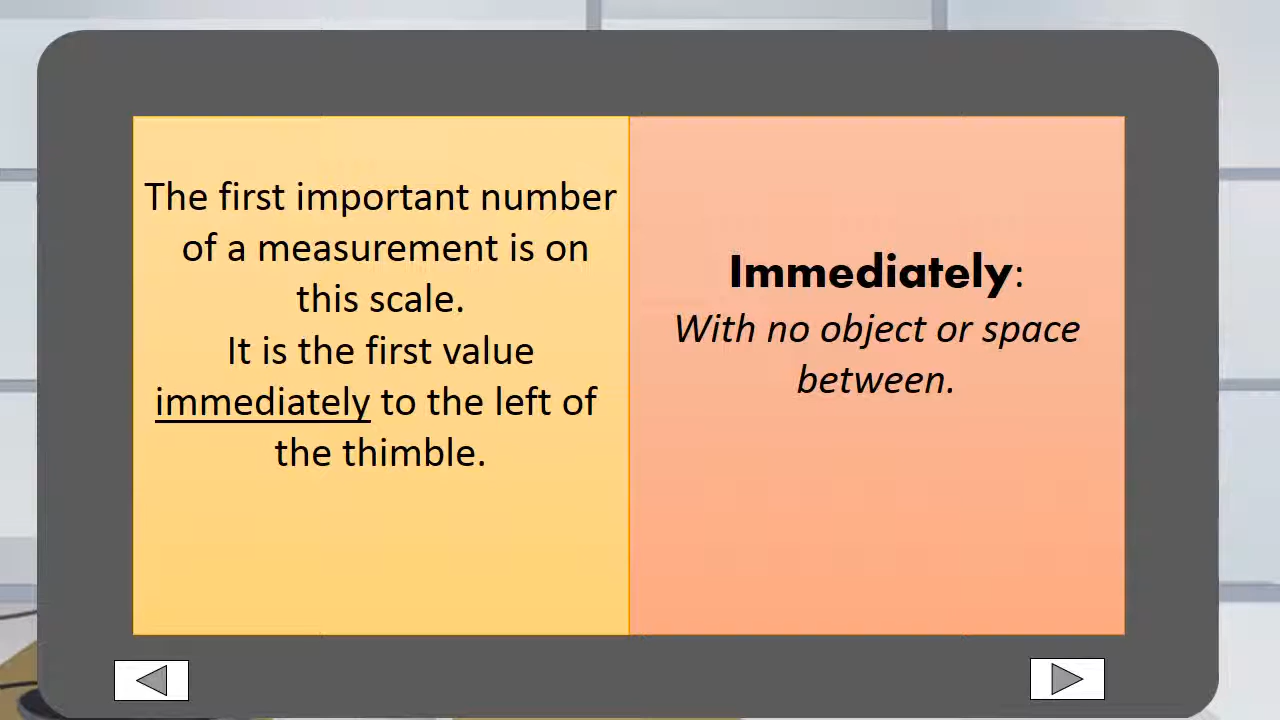 The first important number
of a measurement is on
this scale.
It is the first value
immediately to the left of
the thimble.
Immediately:
With no object or space
between.